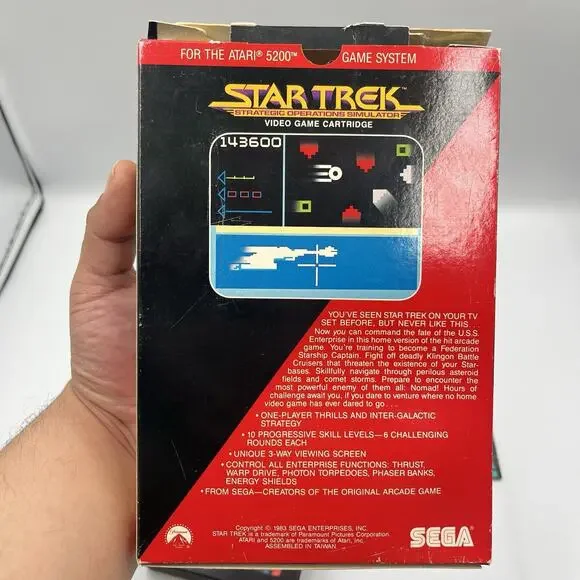 FOR THE ATARI® 5200™ GAME SYSTEM
STAR TREK™
STRATEGIC OPERATIONS SIMULATOR
VIDEO GAME CARTRIDGE
143600
YOU'VE SEEN STAR TREK ON YOUR TV
SET BEFORE, BUT NEVER LIKE THIS...
Now you can command the fate of the U.S.S.
Enterprise in this home version of the hit arcade
game. You're training to become a Federation
Starship Captain. Fight off deadly Klingon Battle
Cruisers that threaten the existence of your Star-
bases. Skillfully navigate through perilous asteroid
fields and comet storms. Prepare to encounter the
most powerful enemy of them all: Nomad! Hours of
challenge await you, if you dare to venture where no home
video game has ever dared to go...
• ONE-PLAYER THRILLS AND INTER-GALACTIC
STRATEGY
• 10 PROGRESSIVE SKILL LEVELS—6 CHALLENGING
ROUNDS EACH
• UNIQUE 3-WAY VIEWING SCREEN
• CONTROL ALL ENTERPRISE FUNCTIONS: THRUST,
WARP DRIVE, PHOTON TORPEDOES, PHASER BANKS,
ENERGY SHIELDS
• FROM SEGA—CREATORS OF THE ORIGINAL ARCADE GAME
Copyright © 1983 SEGA ENTERPRISES, INC.
STAR TREK is a trademark of Paramount Pictures Corporation.
ATARI and 5200 are trademarks of Atari, Inc.
ASSEMBLED IN TAIWAN.
Paramount
SEGA